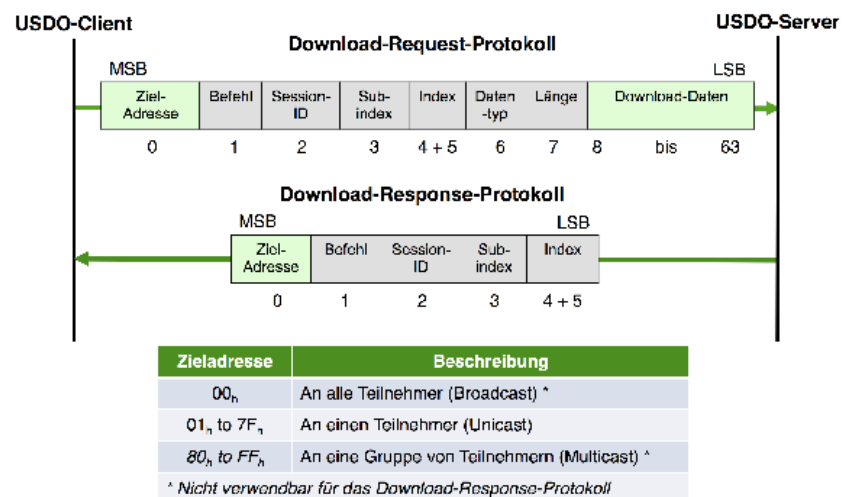 USDO-Client
USDO-Server
Download-Request-Protokoll
MSB
LSB
Ziel-
Adresse
Befehl
Session-
ID
Sub-
index
Index
Daten
-typ
Länge
Download-Daten
0 1 2 3 4 + 5 6 7 8 bis 63
Download-Response-Protokoll
MSB
LSB
Ziel-
Adresse
Befehl
Session-
ID
Sub-
index
Index
0 1 2 3 4 + 5
Zieladresse Beschreibung
00h An alle Teilnehmer (Broadcast) *
01h to 7Fh An einen Teilnehmer (Unicast)
80h to FFh An eine Gruppe von Teilnehmern (Multicast) *
* Nicht verwendbar für das Download-Response-Protokoll